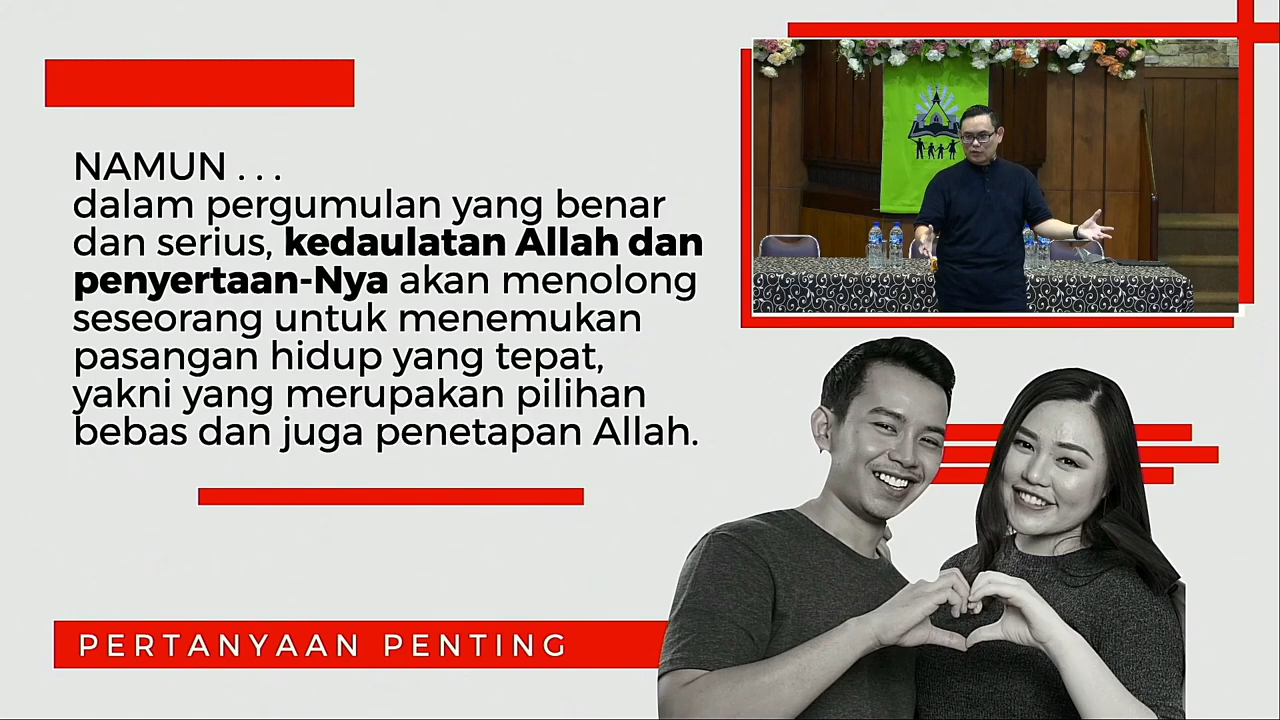 NAMUN . . .
dalam pergumulan yang benar
dan serius, kedaulatan Allah dan
penyertaan-Nya akan menolong
seseorang untuk menemukan
pasangan hidup yang tepat,
yakni yang merupakan pilihan
bebas dan juga penetapan Allah.
PERTANYAAN PENTING